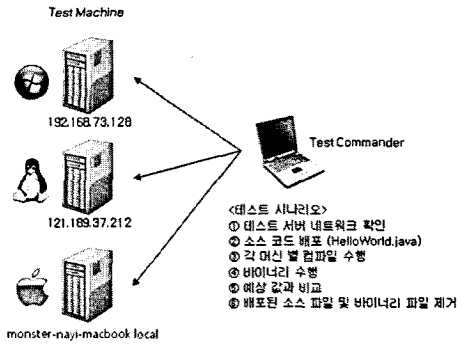 Test Machine
192.168.73.128
121.189.37.212
monster-nayi-macbook local
Test Commander
<테스트 시나리오>
① 테스트 서버 네트워크 확인
② 소스 코드 배포 (HelloWorld.java)
③ 각 머신 별 컴파일 수행
④ 바이너리 수행
⑤ 예상 값과 비교
⑥ 배포된 소스 파일 및 바이너리 파일 제거